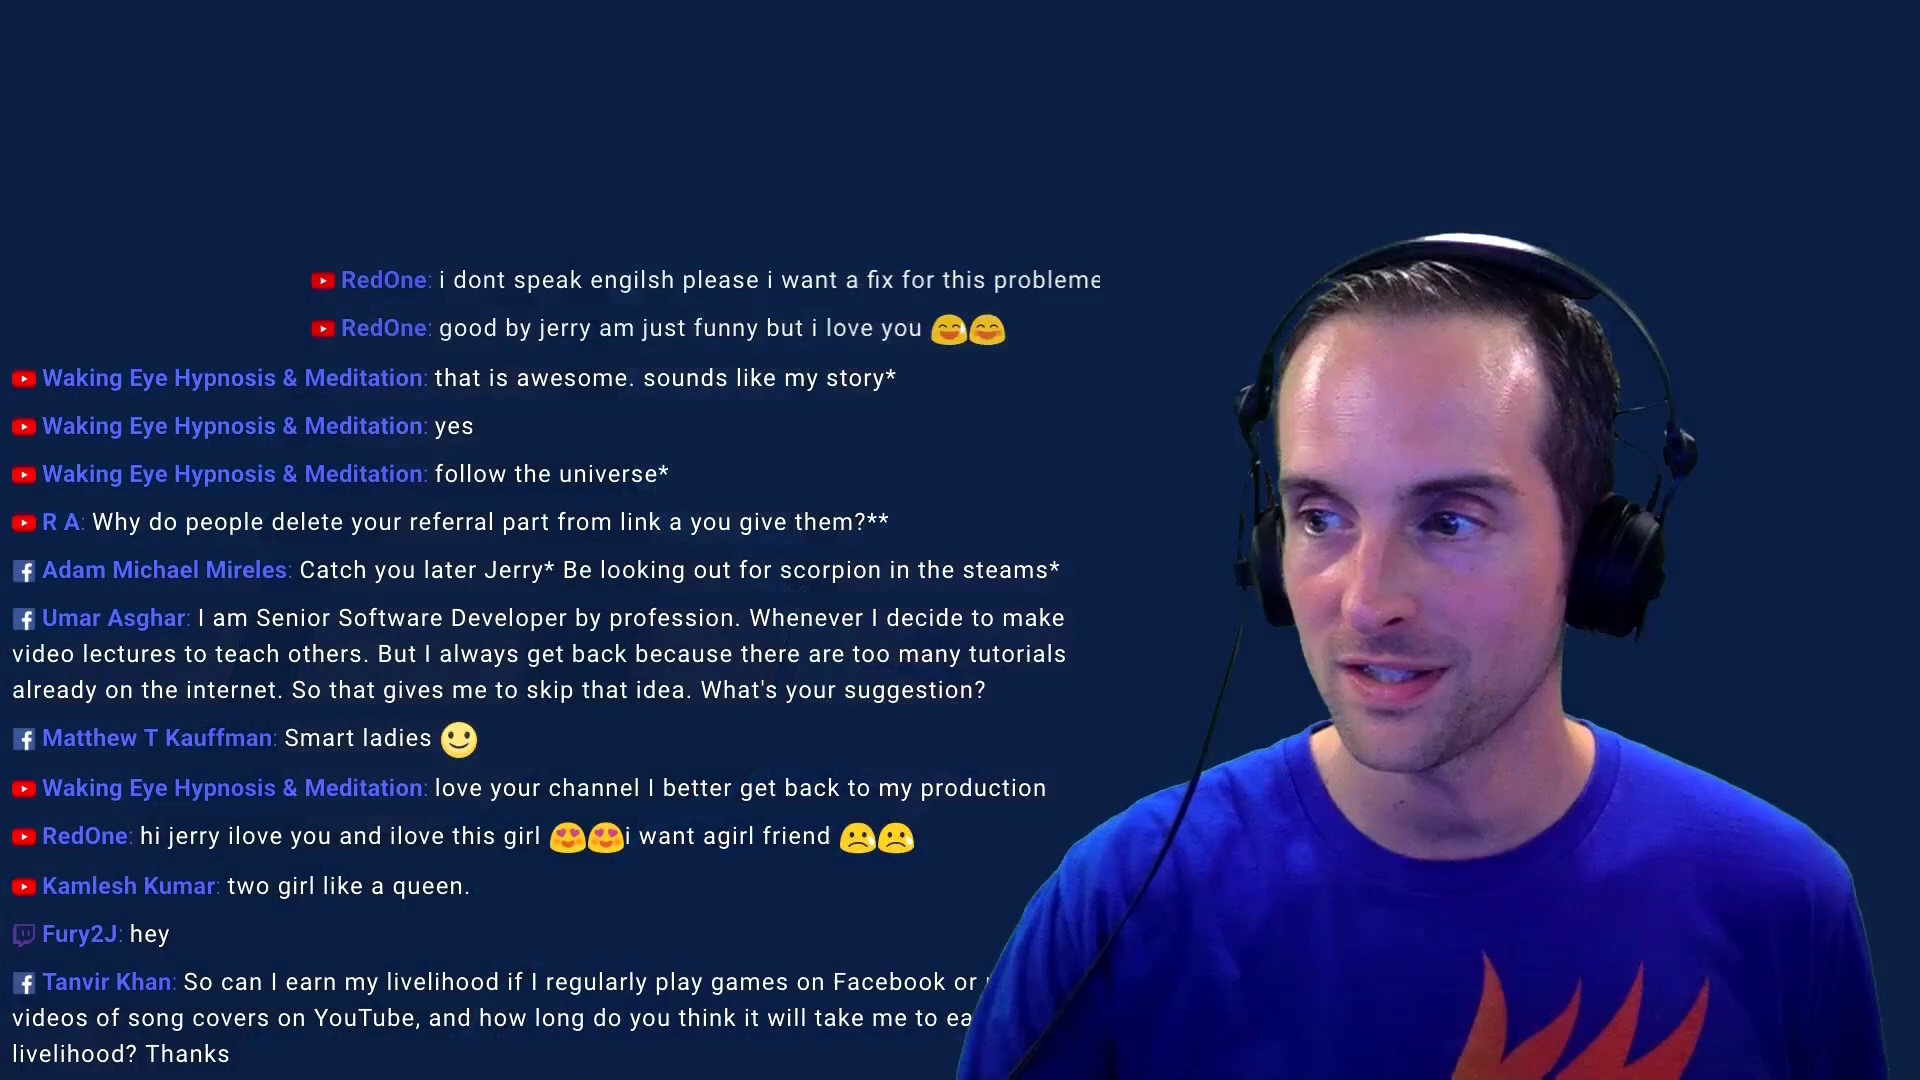 RedOne: i dont speak engilsh please i want a fix for this probleme
RedOne: good by jerry am just funny but i love you
Waking Eye Hypnosis & Meditation: that is awesome. sounds like my story*
Waking Eye Hypnosis & Meditation: yes
Waking Eye Hypnosis & Meditation: follow the universe*
R A: Why do people delete your referral part from link a you give them?**
Adam Michael Mireles: Catch you later Jerry* Be looking out for scorpion in the steams*
Umar Asghar: I am Senior Software Developer by profession. Whenever I decide to make
video lectures to teach others. But I always get back because there are too many tutorials
already on the internet. So that gives me to skip that idea. What's your suggestion?
Matthew T Kauffman: Smart ladies
Waking Eye Hypnosis & Meditation: love your channel I better get back to my production
RedOne: hi jerry ilove you and ilove this girl 😍😍i want agirl friend
Kamlesh Kumar: two girl like a queen.
Fury2J: hey
Tanvir Khan: So can I earn my livelihood if I regularly play games on Facebook or
videos of song covers on YouTube, and how long do you think it will take me to
livelihood? Thanks